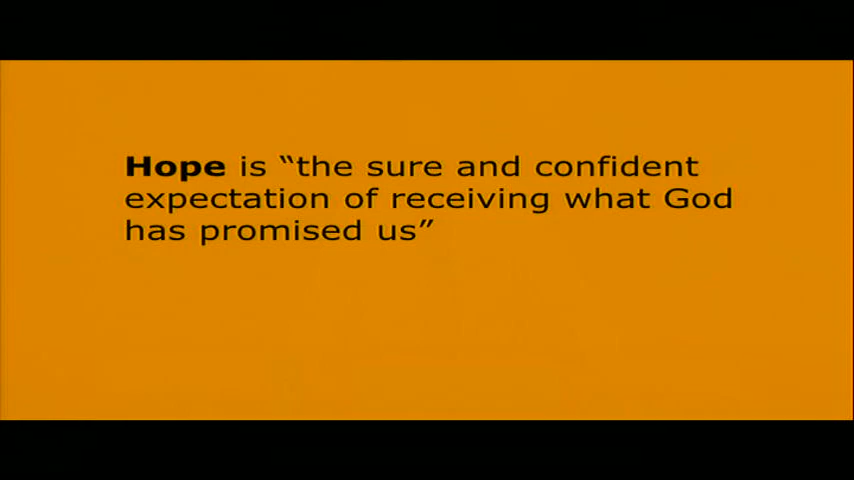 Hope is “the sure and confident
expectation of receiving what God
has promised us”